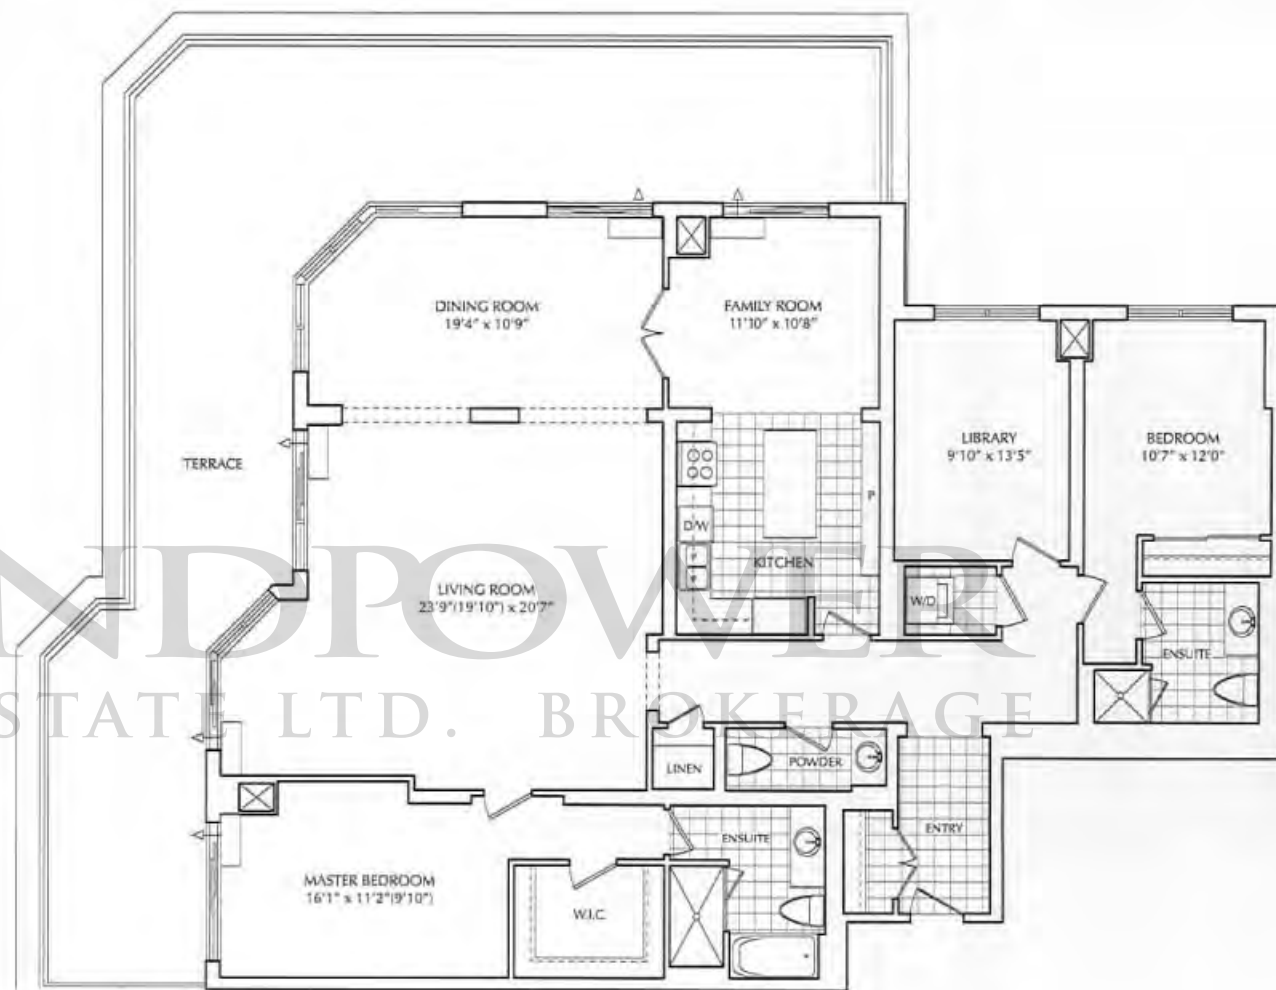 DINING ROOM
19'4" x 10'9"
FAMILY ROOM
11'10" x 10'8"
TERRACE
LIBRARY
9'10" x 13'5"
BEDROOM
10'7" x 12'0"
P
D/W
KITCHEN
LIVING ROOM
23'9"(19'10") x 20'7"
W/D
ENSUITE
NDPOWER
STATE LTD. BROKERAGE
LINEN
POWDER
ENTRY
ENSUITE
MASTER BEDROOM
16'1" x 11'2"(9'10")
W.I.C.